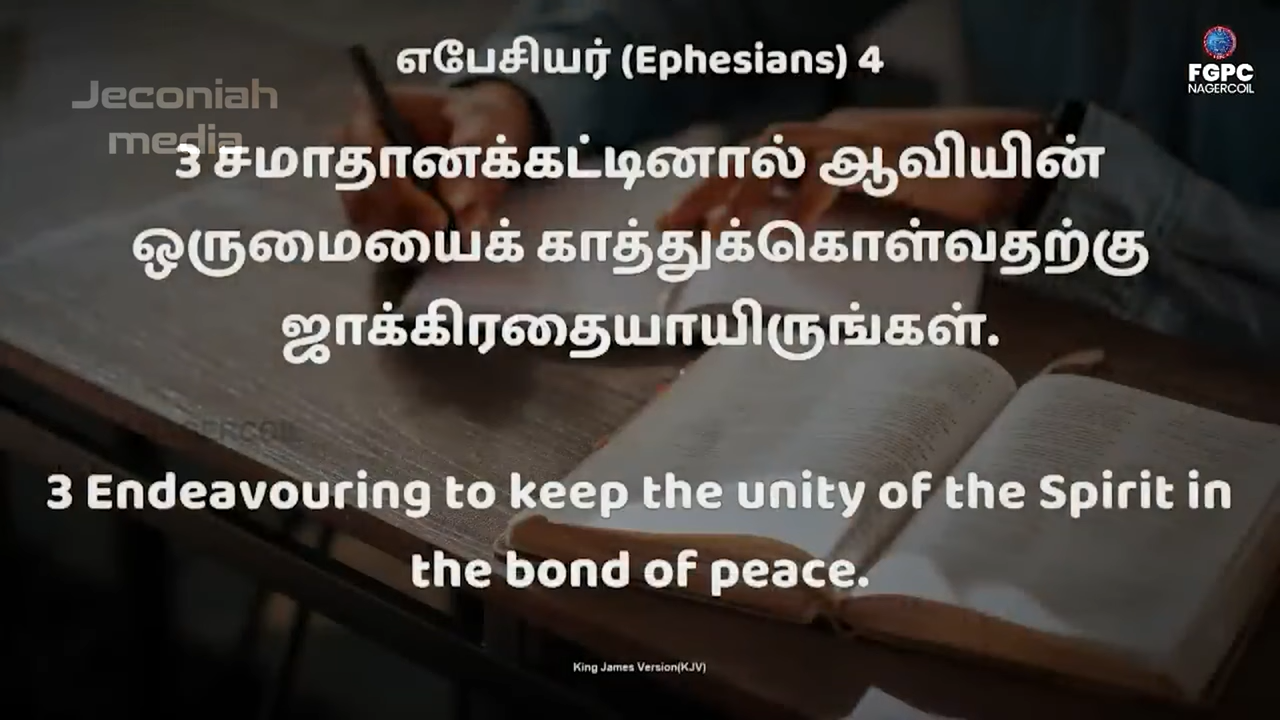 எபேசியர் (Ephesians) 4
FGPC
NAGERCOIL
Jeconiah
media
3 சமாதானக்கட்டினால் ஆவியின்
ஒருமையைக் காத்துக்கொள்வதற்கு
ஜாக்கிரதையாயிருங்கள்.
3 Endeavouring to keep the unity of the Spirit in
the bond of peace.
King James Version(KJV)